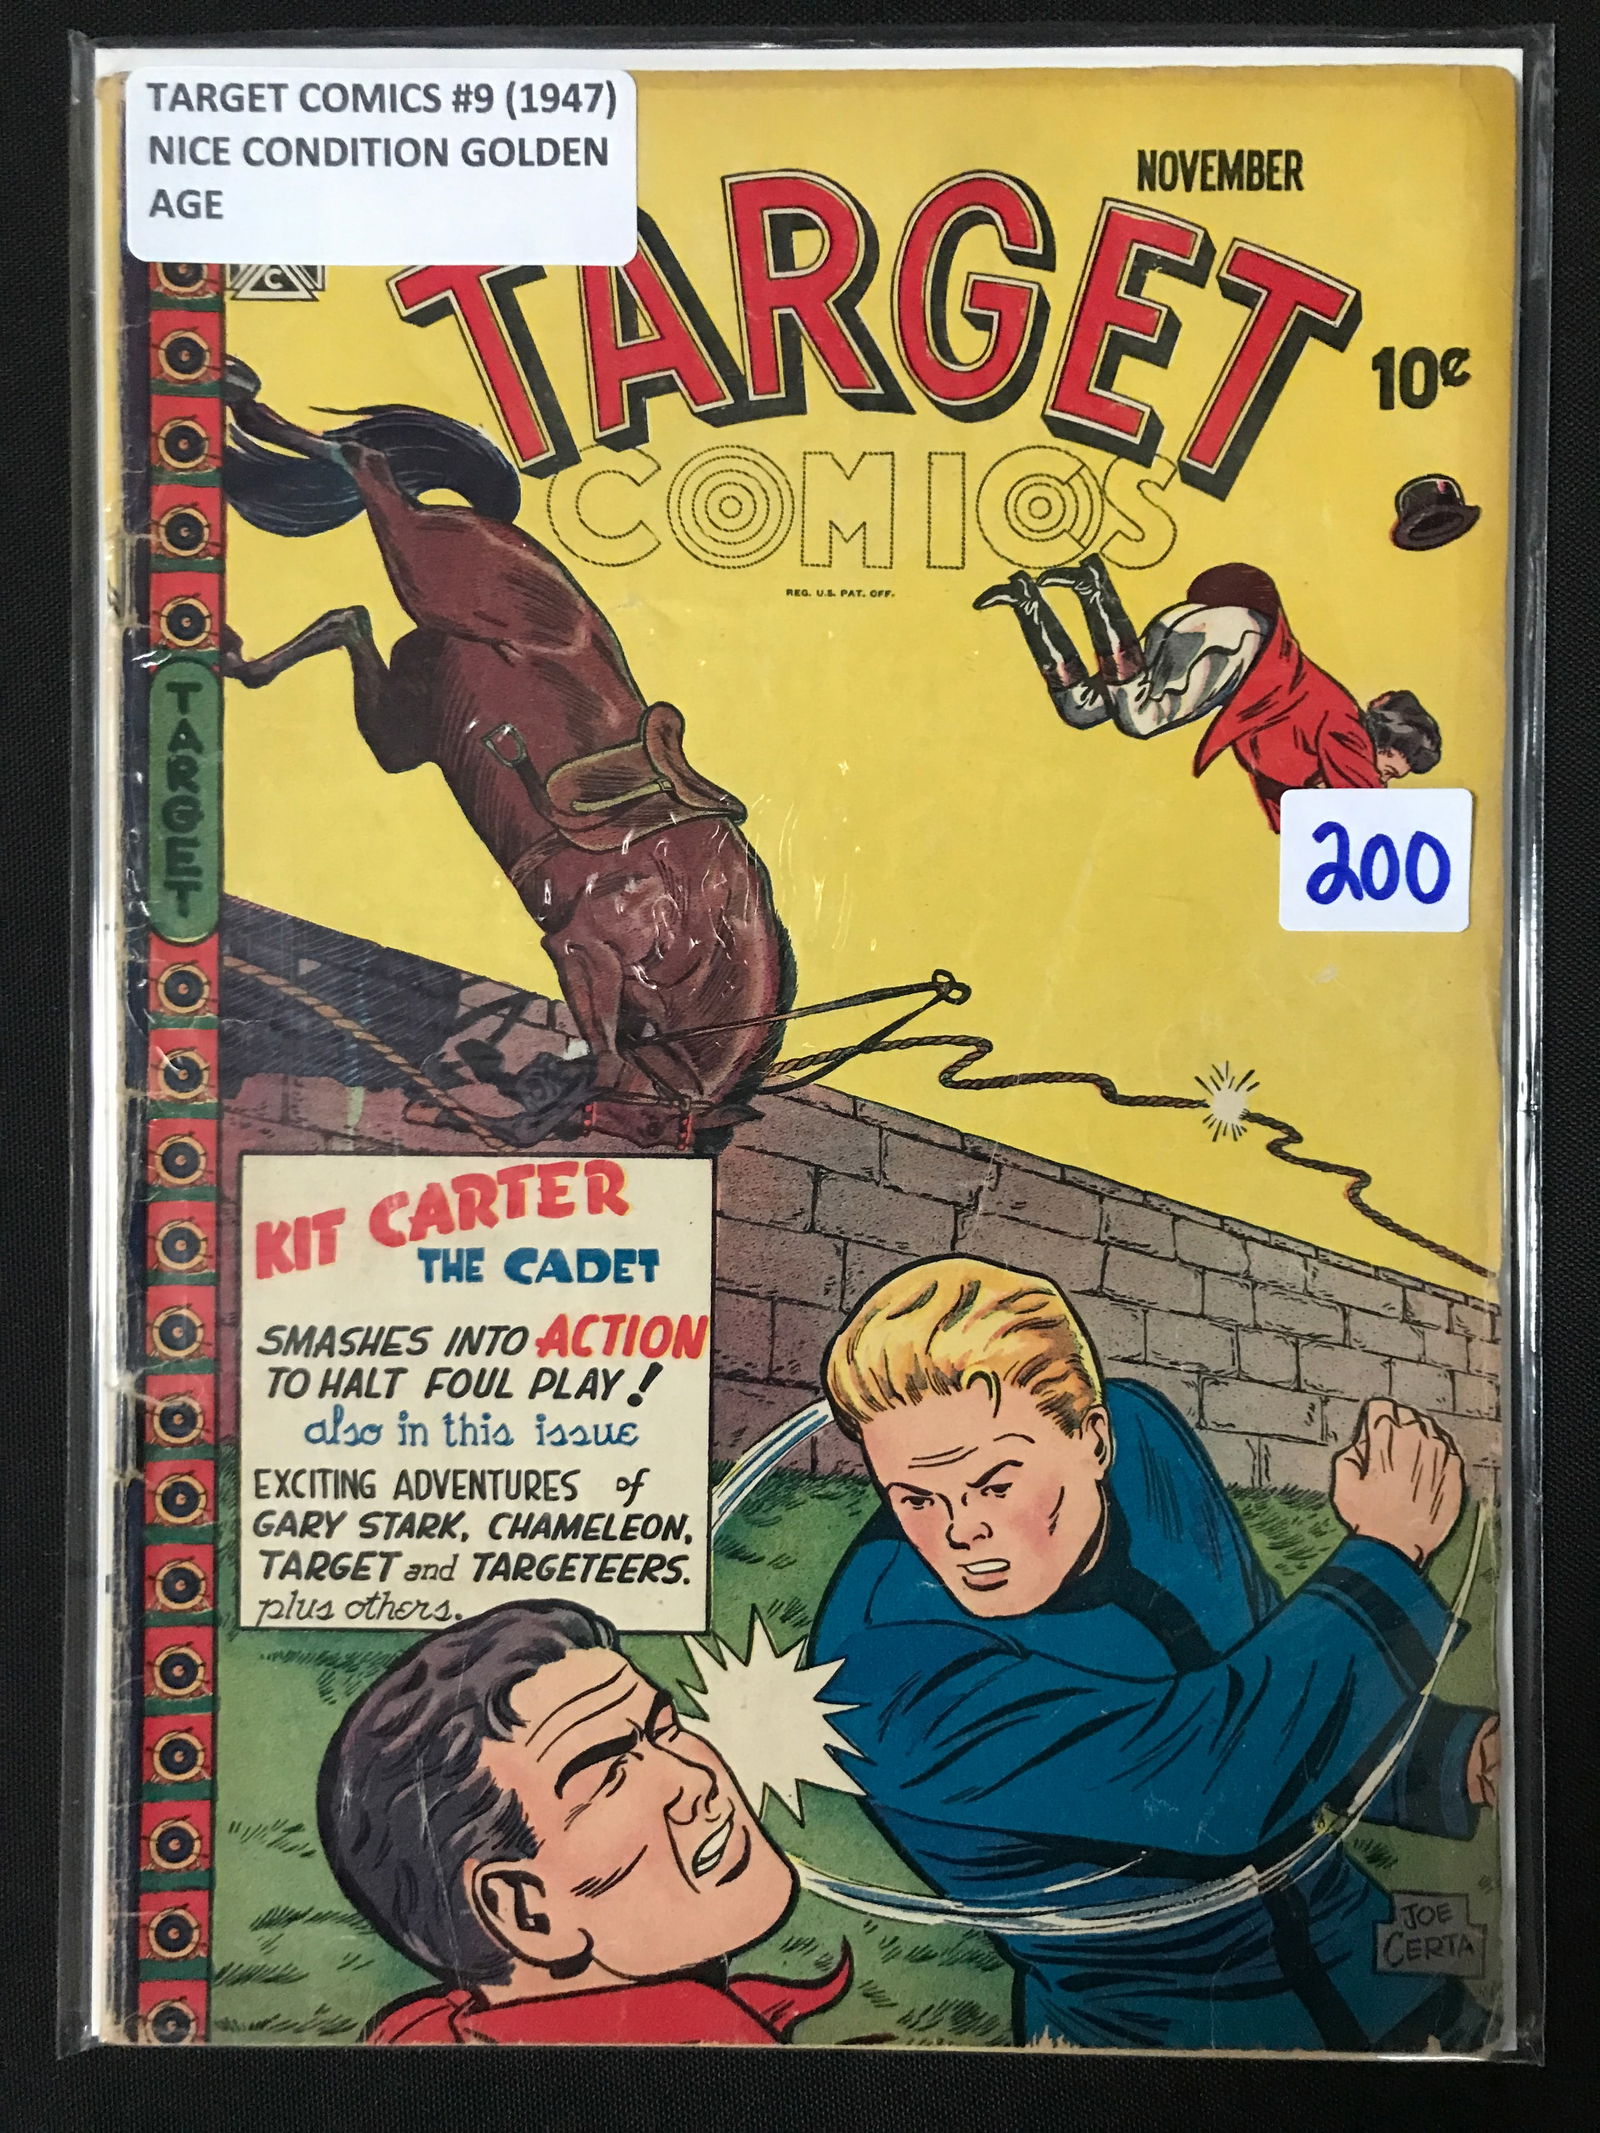 TARGET COMICS #9 (1947)
NICE CONDITION GOLDEN
AGE
C
NOVEMBER
TARGET
10¢
COMICS
REG. U.S. PAT. OFF.
TARGET
200
KIT CARTER
THE CADET
SMASHES INTO ACTION
TO HALT FOUL PLAY!
also in this issue
EXCITING ADVENTURES of
GARY STARK, CHAMELEON,
TARGET and TARGETEERS.
plus others.
JOE
CERTA